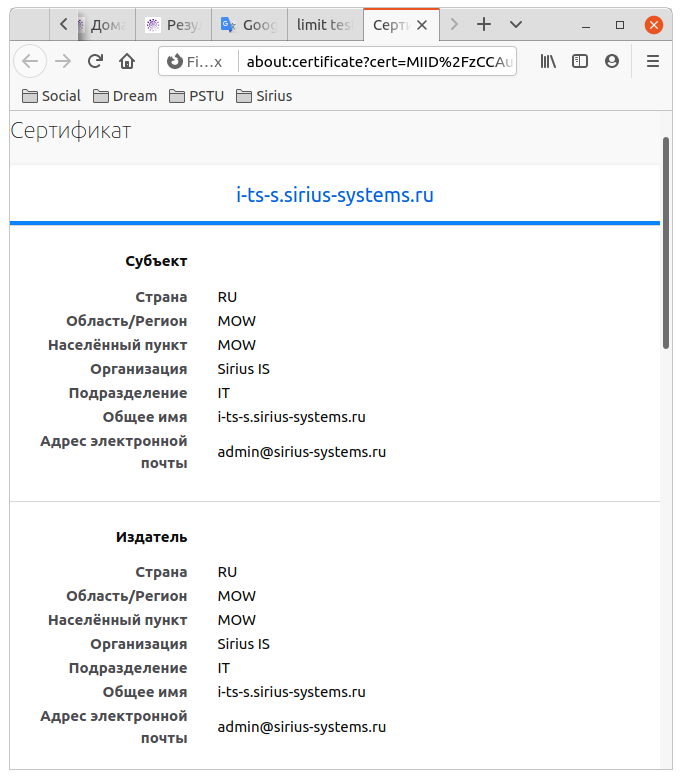 Дома Резул Goog limit tes Серти
Fi...x about:certificate?cert=MIID%2FzCCAu
Social Dream PSTU Sirius
Сертификат
i-ts-s.sirius-systems.ru
Субъект
Страна RU
Область/Регион MOW
Населённый пункт MOW
Организация Sirius IS
Подразделение IT
Общее имя i-ts-s.sirius-systems.ru
Адрес электронной
почты admin@sirius-systems.ru
Издатель
Страна RU
Область/Регион MOW
Населённый пункт MOW
Организация Sirius IS
Подразделение IT
Общее имя i-ts-s.sirius-systems.ru
Адрес электронной
почты admin@sirius-systems.ru